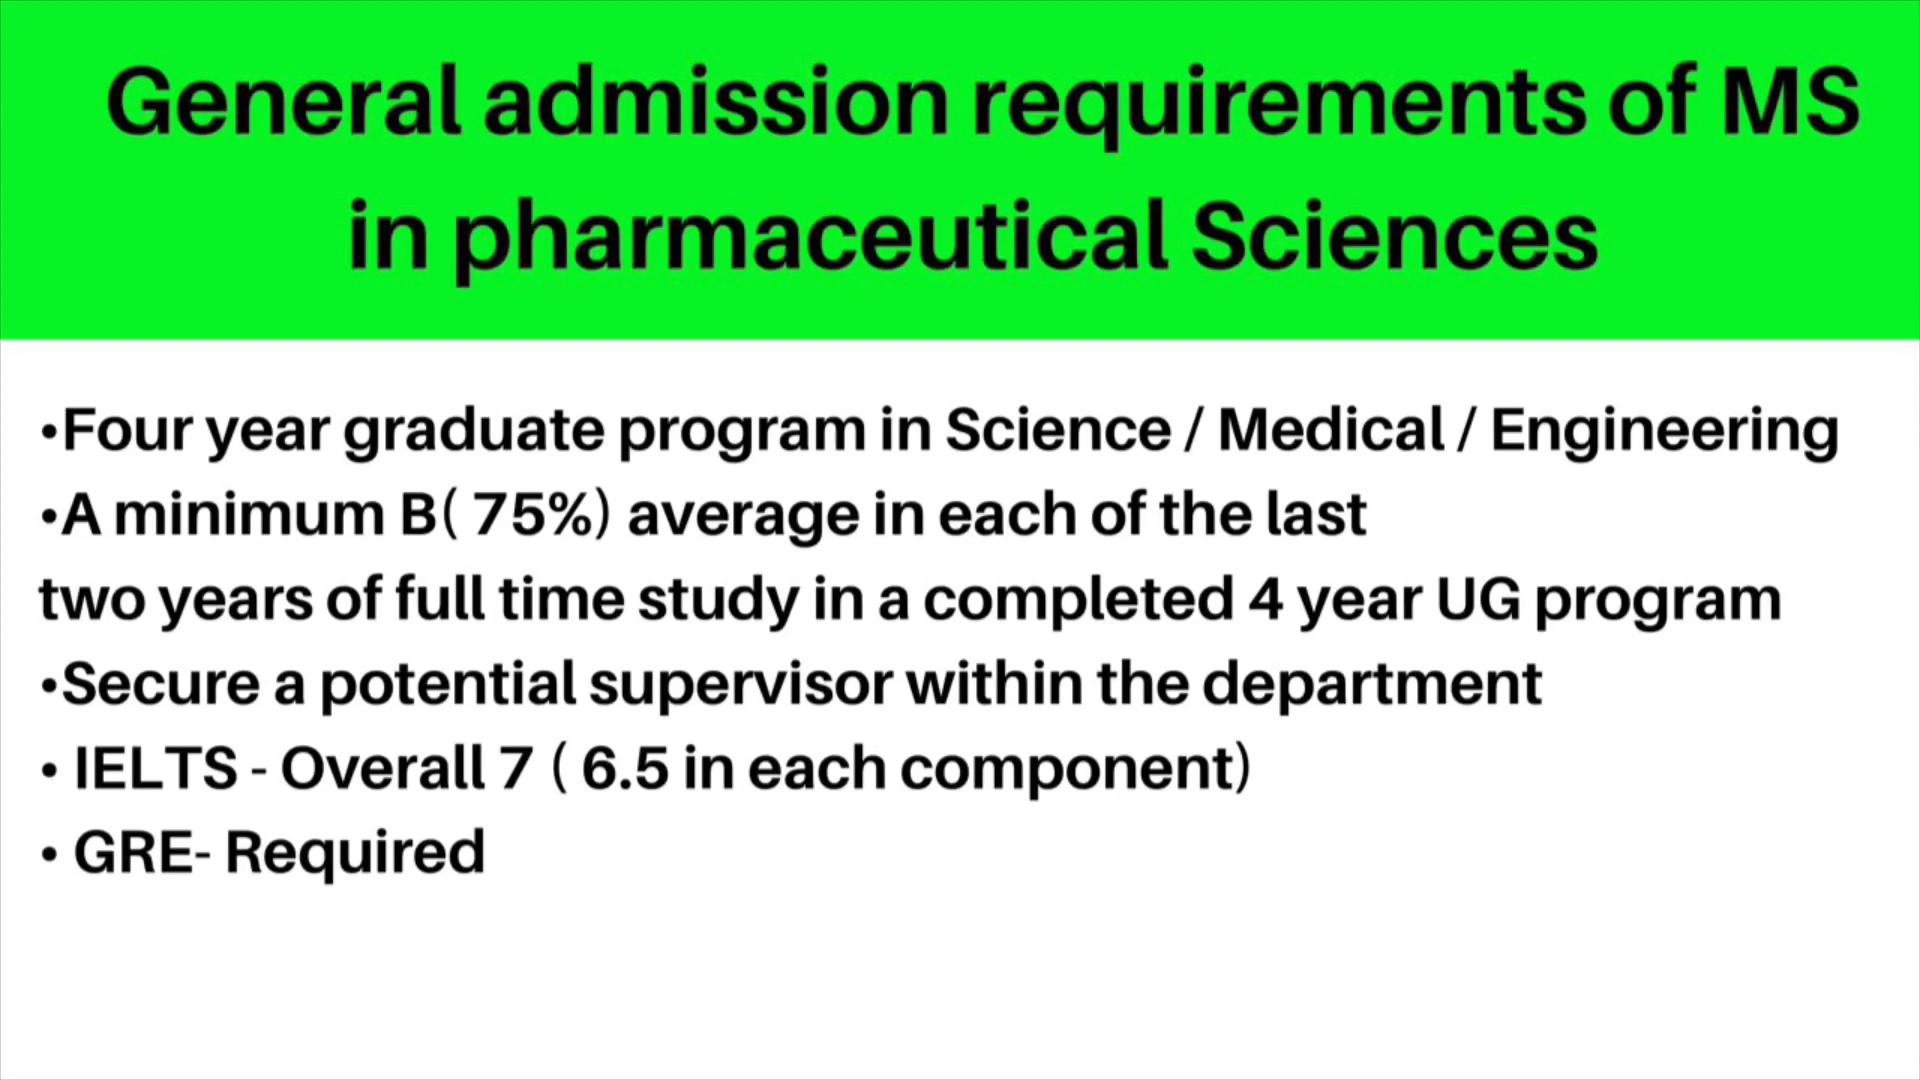 General admission requirements of MS
in pharmaceutical Sciences
•Four year graduate program in Science / Medical / Engineering
•A minimum B( 75%) average in each of the last
two years of full time study in a completed 4 year UG program
•Secure a potential supervisor within the department
• IELTS - Overall 7 ( 6.5 in each component)
• GRE- Required